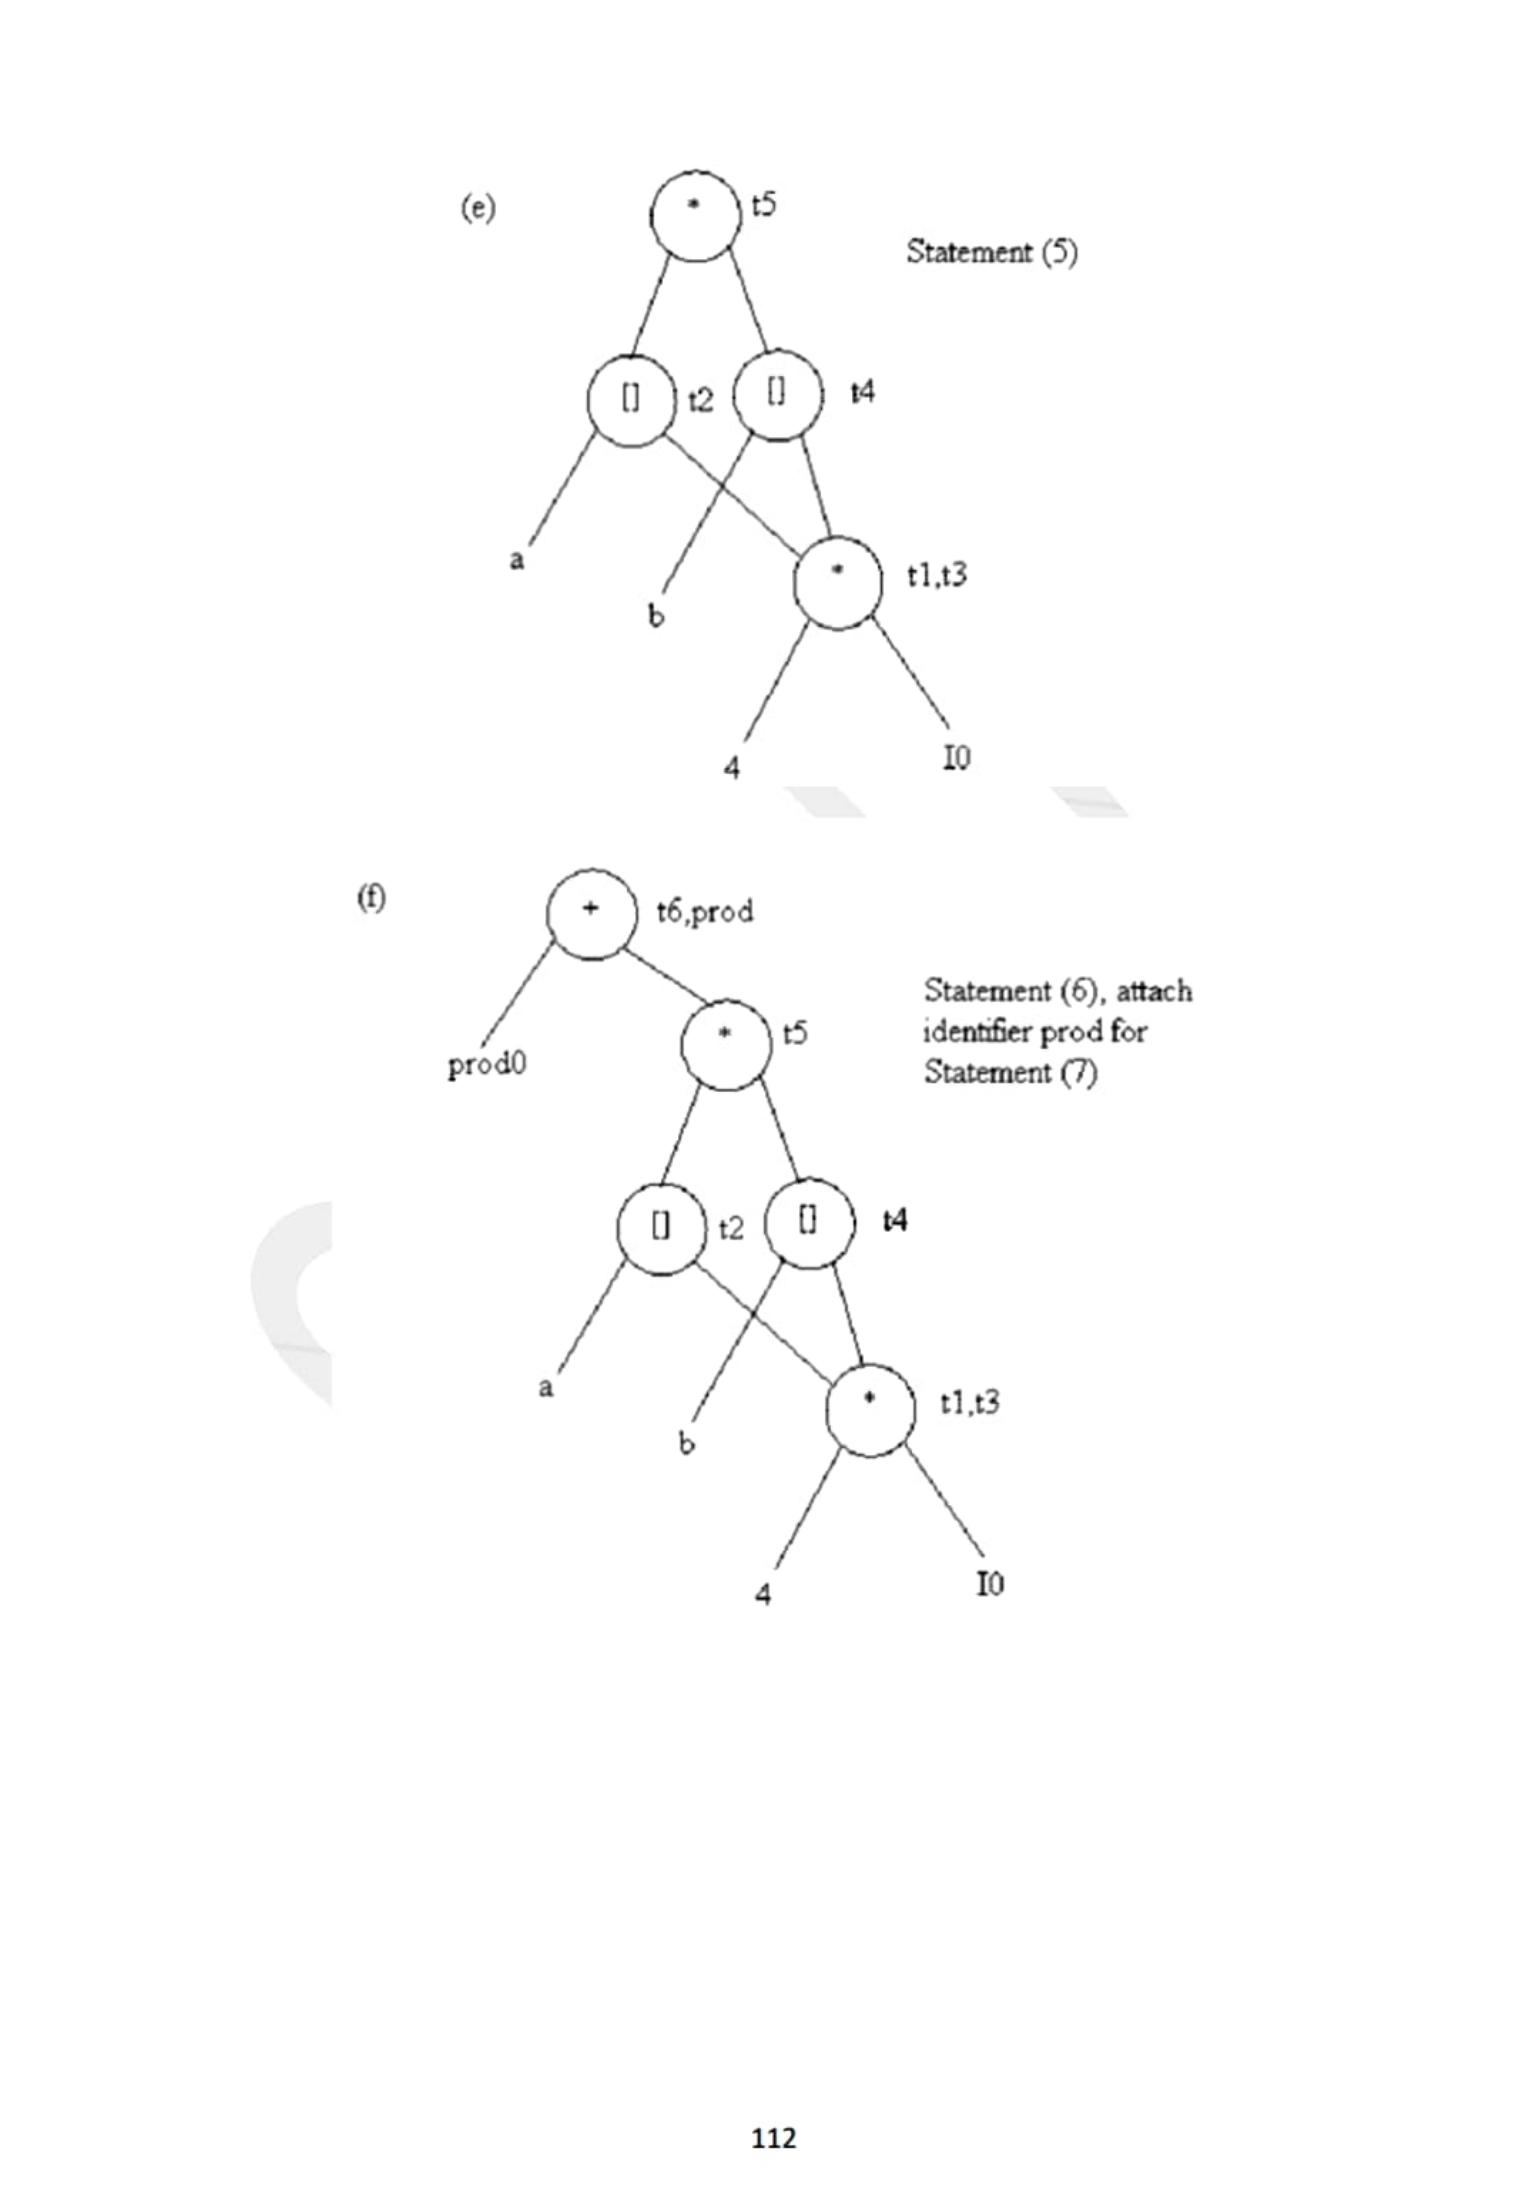 (e)
*
t5
Statement (5)
[] t2 [] t4
a
b
* t1,t3
4
I0
(f)
+ t6,prod
Statement (6), attach
identifier prod for
Statement (7)
prod0
* t5
[] t2 [] t4
a
b
* t1,t3
4
I0
112